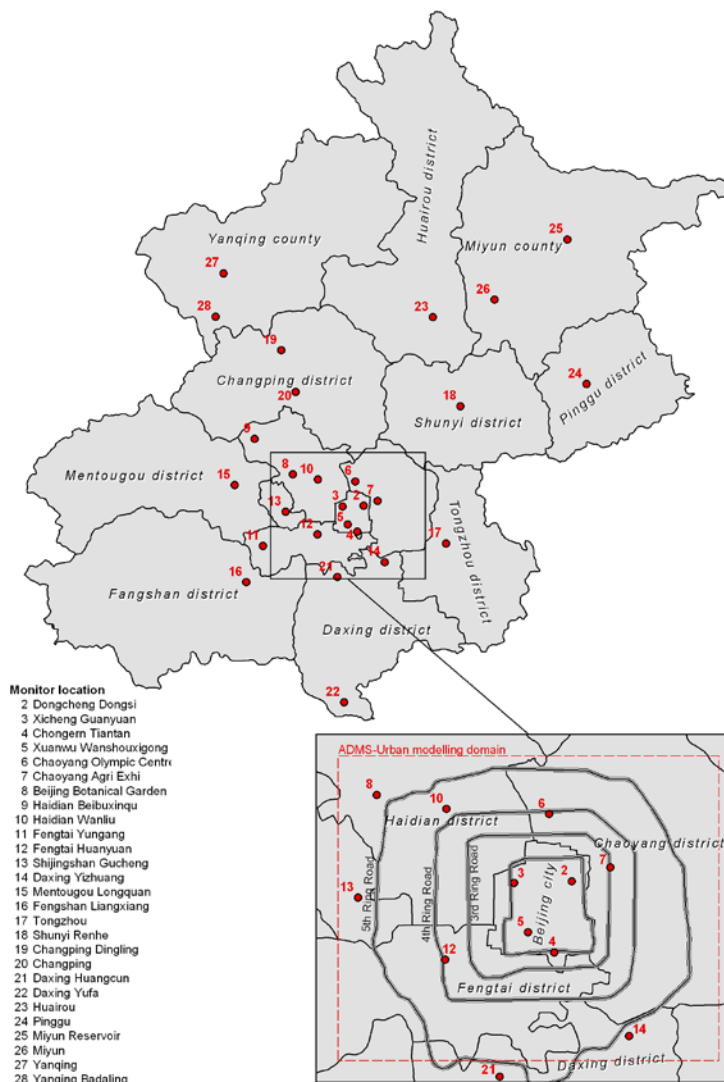 Yanqing county
Huairou district
Miyun county
25
27
26
28
23
19
24
Changping district
20
18
Shunyi district
Pinggu district
9
Mentougou district
15
8
10
6
7
3
2
13
5
12
4
11
14
17
Tongzhou district
16
21
Fangshan district
Daxing district
22
Monitor location
2 Dongcheng Dongsi
3 Xicheng Guanyuan
4 Chongern Tiantan
5 Xuanwu Wanshouxigong
6 Chaoyang Olympic Centre
7 Chaoyang Agri Exhi
8 Beijing Botanical Garden
9 Haidian Beibuxinqu
10 Haidian Wanliu
11 Fengtai Yungang
12 Fengtai Huanyuan
13 Shijingshan Gucheng
14 Daxing Yizhuang
15 Mentougou Longquan
16 Fengshan Liangxiang
17 Tongzhou
18 Shunyi Renhe
19 Changping Dingling
20 Changping
21 Daxing Huangcun
22 Daxing Yufa
23 Huairou
24 Pinggu
25 Miyun Reservoir
26 Miyun
27 Yanqing
28 Yanqing Badaling
ADMS-Urban modelling domain
8
10
6
Haidian district
Chaoyang district
7
5th Ring Road
4th Ring Road
3rd Ring Road
3
2
13
Beijing city
5
4
12
Fengtai district
14
Daxing district
21